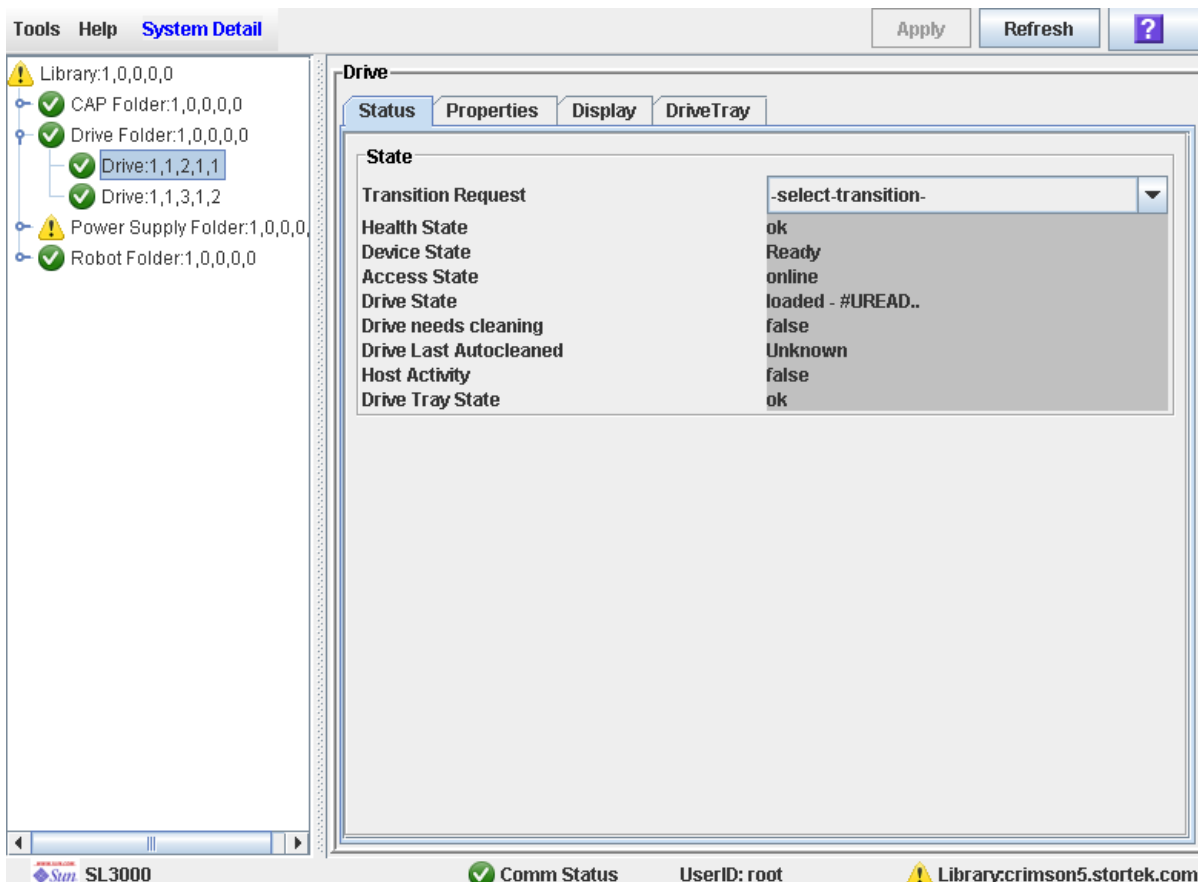 Tools Help System Detail
Apply Refresh ?
Library:1,0,0,0,0
CAP Folder:1,0,0,0,0
Drive Folder:1,0,0,0,0
Drive:1,1,2,1,1
Drive:1,1,3,1,2
Power Supply Folder:1,0,0,0,
Robot Folder:1,0,0,0,0
Drive
Status Properties Display DriveTray
State
Transition Request -select-transition-
Health State ok
Device State Ready
Access State online
Drive State loaded - #UREAD..
Drive needs cleaning false
Drive Last Autocleaned Unknown
Host Activity false
Drive Tray State ok
Sun SL3000 Comm Status UserID: root Library:crimson5.stortek.com